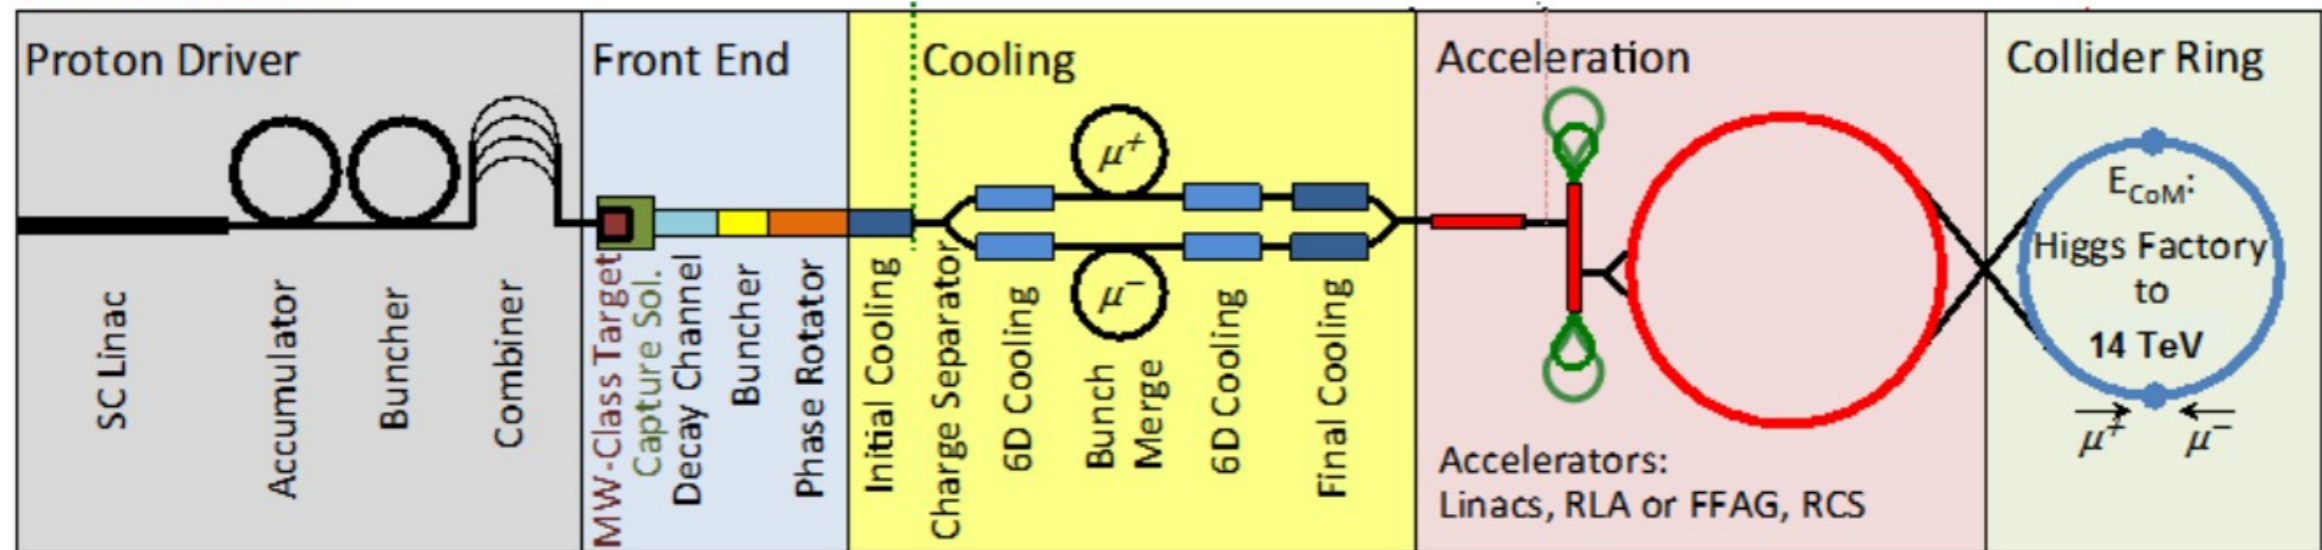 Proton Driver
SC Linac
Accumulator
Buncher
Combiner
Front End
MW-Class Target
Capture Sol.
Decay Channel
Buncher
Phase Rotator
Cooling
Initial Cooling
Charge Separator
6D Cooling
μ+
μ−
Bunch
Merge
6D Cooling
Final Cooling
Acceleration
Accelerators:
Linacs, RLA or FFAG, RCS
Collider Ring
ECoM:
Higgs Factory
to
14 TeV
μ+ μ−